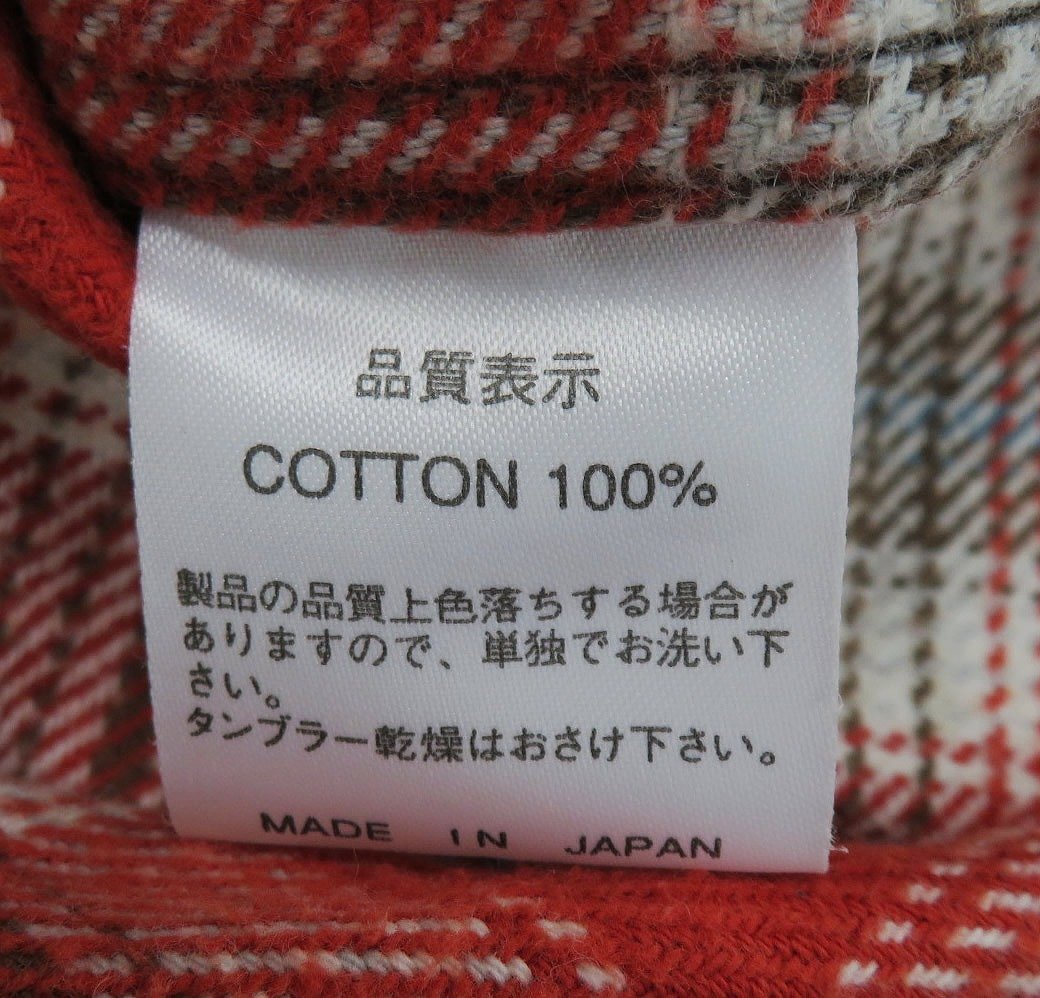 品質表示
COTTON 100%
製品の品質上色落ちする場合が
ありますので、単独でお洗い下
さい。
タンブラー乾燥はおさけ下さい。
MADE IN JAPAN